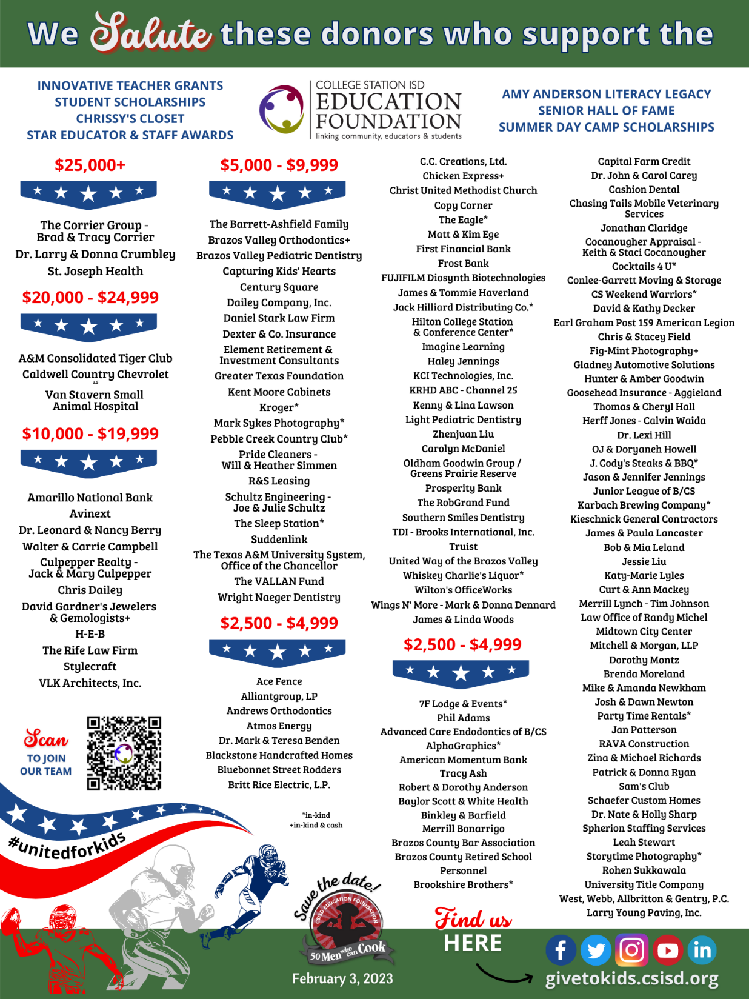 We Salute these donors who support the
INNOVATIVE TEACHER GRANTS
STUDENT SCHOLARSHIPS
CHRISSY'S CLOSET
STAR EDUCATOR & STAFF AWARDS
COLLEGE STATION ISD
EDUCATION
FOUNDATION
linking community, educators & students
AMY ANDERSON LITERACY LEGACY
SENIOR HALL OF FAME
SUMMER DAY CAMP SCHOLARSHIPS
$25,000+
The Corrier Group -
Brad & Tracy Corrier
Dr. Larry & Donna Crumbley
St. Joseph Health
$20,000 - $24,999
A&M Consolidated Tiger Club
Caldwell Country Chevrolet
3.5
Van Stavern Small
Animal Hospital
$10,000 - $19,999
Amarillo National Bank
Avinext
Dr. Leonard & Nancy Berry
Walter & Carrie Campbell
Culpepper Realty -
Jack & Mary Culpepper
Chris Dailey
David Gardner's Jewelers
& Gemologists+
H-E-B
The Rife Law Firm
Stylecraft
VLK Architects, Inc.
Scan
TO JOIN
OUR TEAM
#unitedforkids
$5,000 - $9,999
The Barrett-Ashfield Family
Brazos Valley Orthodontics+
Brazos Valley Pediatric Dentistry
Capturing Kids' Hearts
Century Square
Dailey Company, Inc.
Daniel Stark Law Firm
Dexter & Co. Insurance
Element Retirement &
Investment Consultants
Greater Texas Foundation
Kent Moore Cabinets
Kroger*
Mark Sykes Photography*
Pebble Creek Country Club*
Pride Cleaners -
Will & Heather Simmen
R&S Leasing
Schultz Engineering -
Joe & Julie Schultz
The Sleep Station*
Suddenlink
The Texas A&M University System,
Office of the Chancellor
The VALLAN Fund
Wright Naeger Dentistry
$2,500 - $4,999
Ace Fence
Alliantgroup, LP
Andrews Orthodontics
Atmos Energy
Dr. Mark & Teresa Benden
Blackstone Handcrafted Homes
Bluebonnet Street Rodders
Britt Rice Electric, L.P.
*in-kind
+in-kind & cash
Save the date!
CSISD EDUCATION FOUNDATION
50 Men who can Cook
February 3, 2023
C.C. Creations, Ltd.
Chicken Express+
Christ United Methodist Church
Copy Corner
The Eagle*
Matt & Kim Ege
First Financial Bank
Frost Bank
FUJIFILM Diosynth Biotechnologies
James & Tommie Haverland
Jack Hilliard Distributing Co.*
Hilton College Station
& Conference Center*
Imagine Learning
Haley Jennings
KCI Technologies, Inc.
KRHD ABC - Channel 25
Kenny & Lina Lawson
Light Pediatric Dentistry
Zhenjuan Liu
Carolyn McDaniel
Oldham Goodwin Group /
Greens Prairie Reserve
Prosperity Bank
The RobGrand Fund
Southern Smiles Dentistry
TDI - Brooks International, Inc.
Truist
United Way of the Brazos Valley
Whiskey Charlie's Liquor*
Wilton's OfficeWorks
Wings N' More - Mark & Donna Dennard
James & Linda Woods
$2,500 - $4,999
7F Lodge & Events*
Phil Adams
Advanced Care Endodontics of B/CS
AlphaGraphics*
American Momentum Bank
Tracy Ash
Robert & Dorothy Anderson
Baylor Scott & White Health
Binkley & Barfield
Merrill Bonarrigo
Brazos County Bar Association
Brazos County Retired School
Personnel
Brookshire Brothers*
Find us
HERE
Capital Farm Credit
Dr. John & Carol Carey
Cashion Dental
Chasing Tails Mobile Veterinary
Services
Jonathan Claridge
Cocanougher Appraisal -
Keith & Staci Cocanougher
Cocktails 4 U*
Conlee-Garrett Moving & Storage
CS Weekend Warriors*
David & Kathy Decker
Earl Graham Post 159 American Legion
Chris & Stacey Field
Fig-Mint Photography+
Gladney Automotive Solutions
Hunter & Amber Goodwin
Goosehead Insurance - Aggieland
Thomas & Cheryl Hall
Herff Jones - Calvin Waida
Dr. Lexi Hill
OJ & Doryaneh Howell
J. Cody's Steaks & BBQ*
Jason & Jennifer Jennings
Junior League of B/CS
Karbach Brewing Company*
Kieschnick General Contractors
James & Paula Lancaster
Bob & Mia Leland
Jessie Liu
Katy-Marie Lyles
Curt & Ann Mackey
Merrill Lynch - Tim Johnson
Law Office of Randy Michel
Midtown City Center
Mitchell & Morgan, LLP
Dorothy Montz
Brenda Moreland
Mike & Amanda Newkham
Josh & Dawn Newton
Party Time Rentals*
Jan Patterson
RAVA Construction
Zina & Michael Richards
Patrick & Donna Ryan
Sam's Club
Schaefer Custom Homes
Dr. Nate & Holly Sharp
Spherion Staffing Services
Leah Stewart
Storytime Photography*
Rohen Sukkawala
University Title Company
West, Webb, Allbritton & Gentry, P.C.
Larry Young Paving, Inc.
givetokids.csisd.org